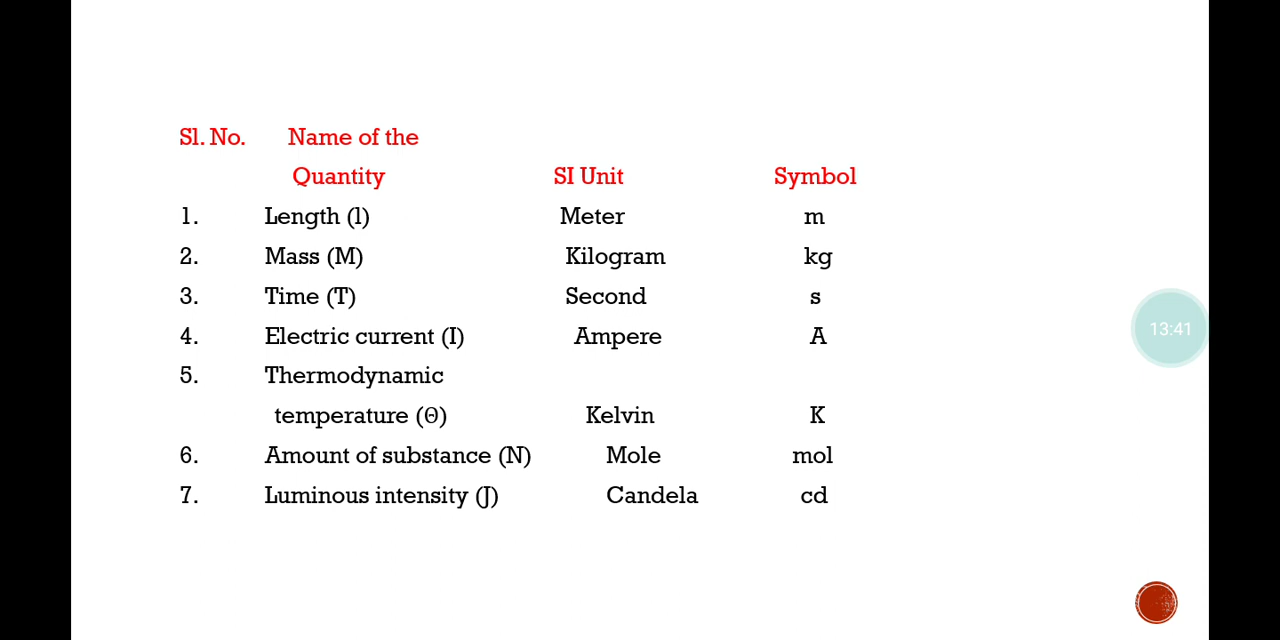 Sl. No. Name of the
Quantity SI Unit Symbol
1. Length (l) Meter m
2. Mass (M) Kilogram kg
3. Time (T) Second s
4. Electric current (I) Ampere A
5. Thermodynamic
temperature (Θ) Kelvin K
6. Amount of substance (N) Mole mol
7. Luminous intensity (J) Candela cd
13:41